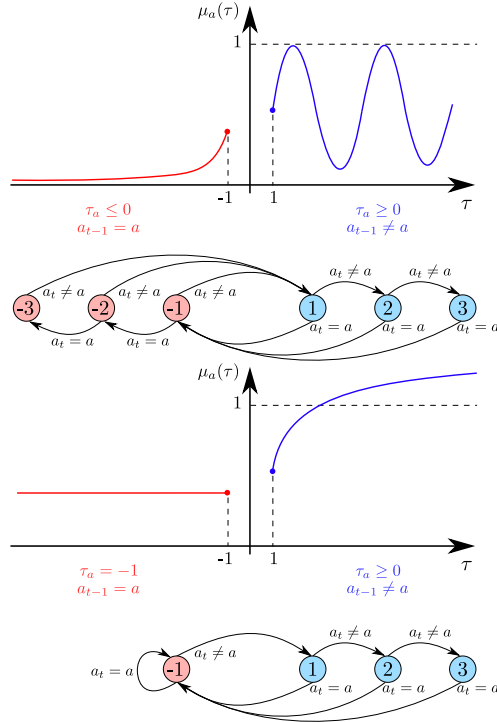 μ_a(τ)
1
-1 1 τ
τ_a ≤ 0 τ_a ≥ 0
a_{t−1} = a a_{t−1} ≠ a
a_t ≠ a a_t ≠ a a_t ≠ a a_t ≠ a a_t ≠ a
-3 -2 -1 1 2 3
a_t = a a_t = a a_t = a a_t = a a_t = a
μ_a(τ)
1
-1 1 τ
τ_a = −1 τ_a ≥ 0
a_{t−1} = a a_{t−1} ≠ a
a_t ≠ a a_t ≠ a a_t ≠ a
a_t = a -1 1 2 3
a_t = a a_t = a a_t = a